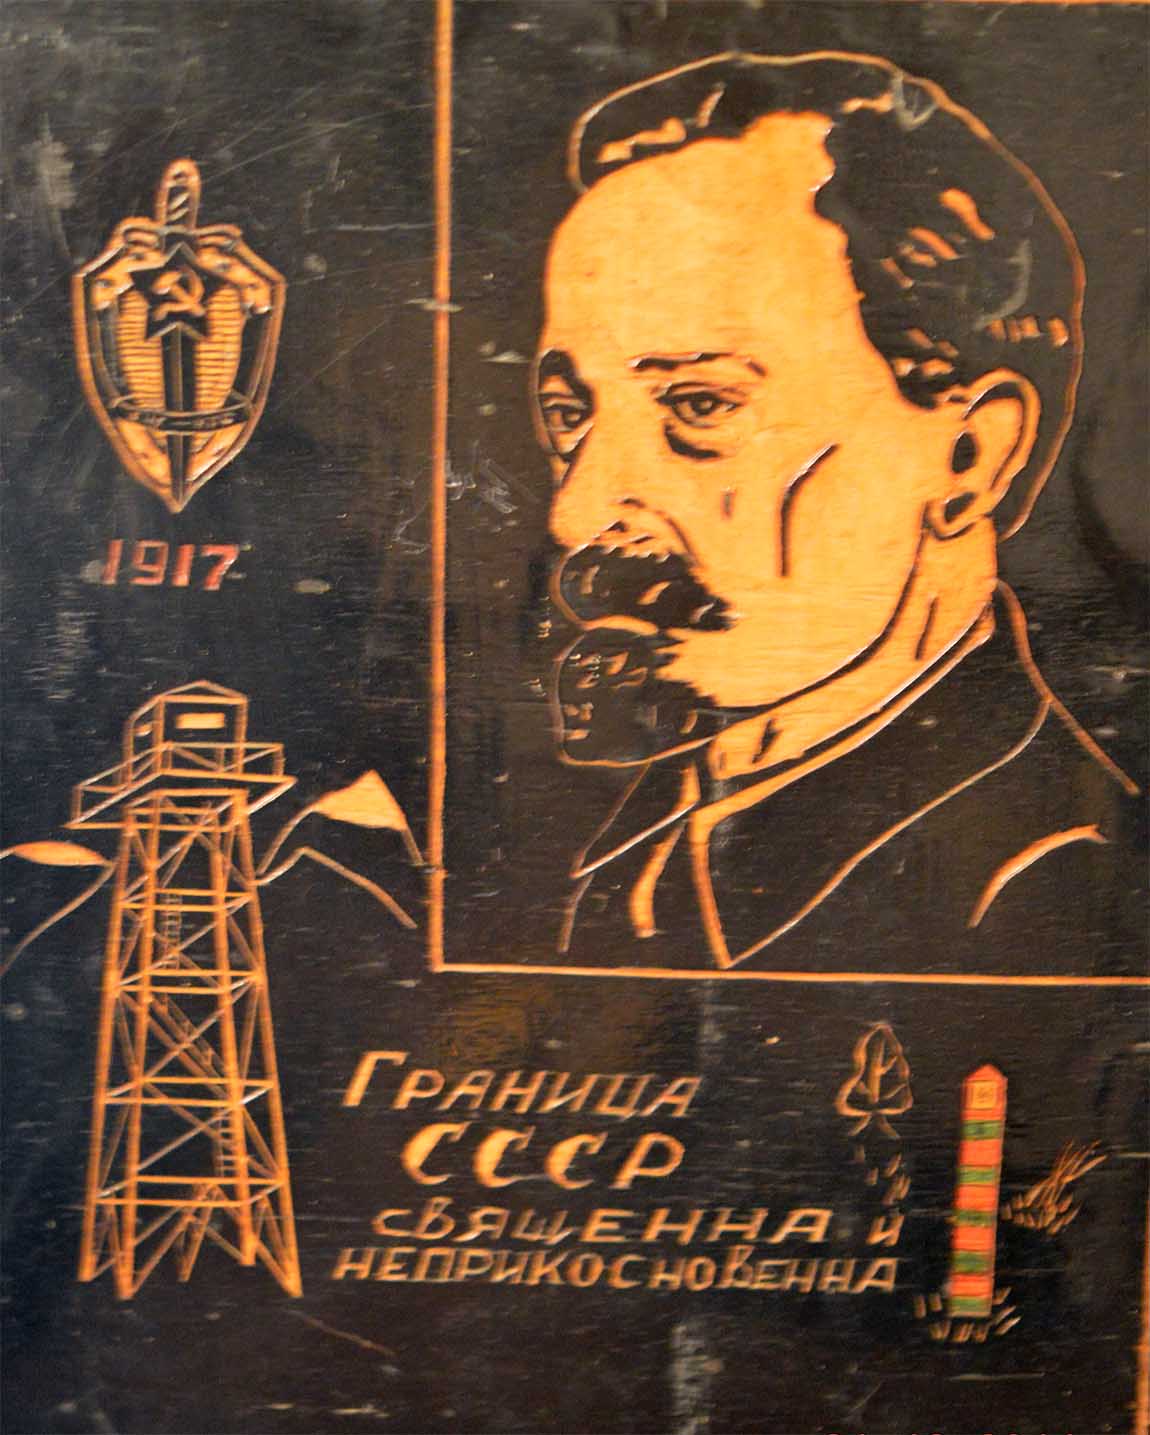 1917
Граница
СССР
священна и
неприкосновенна